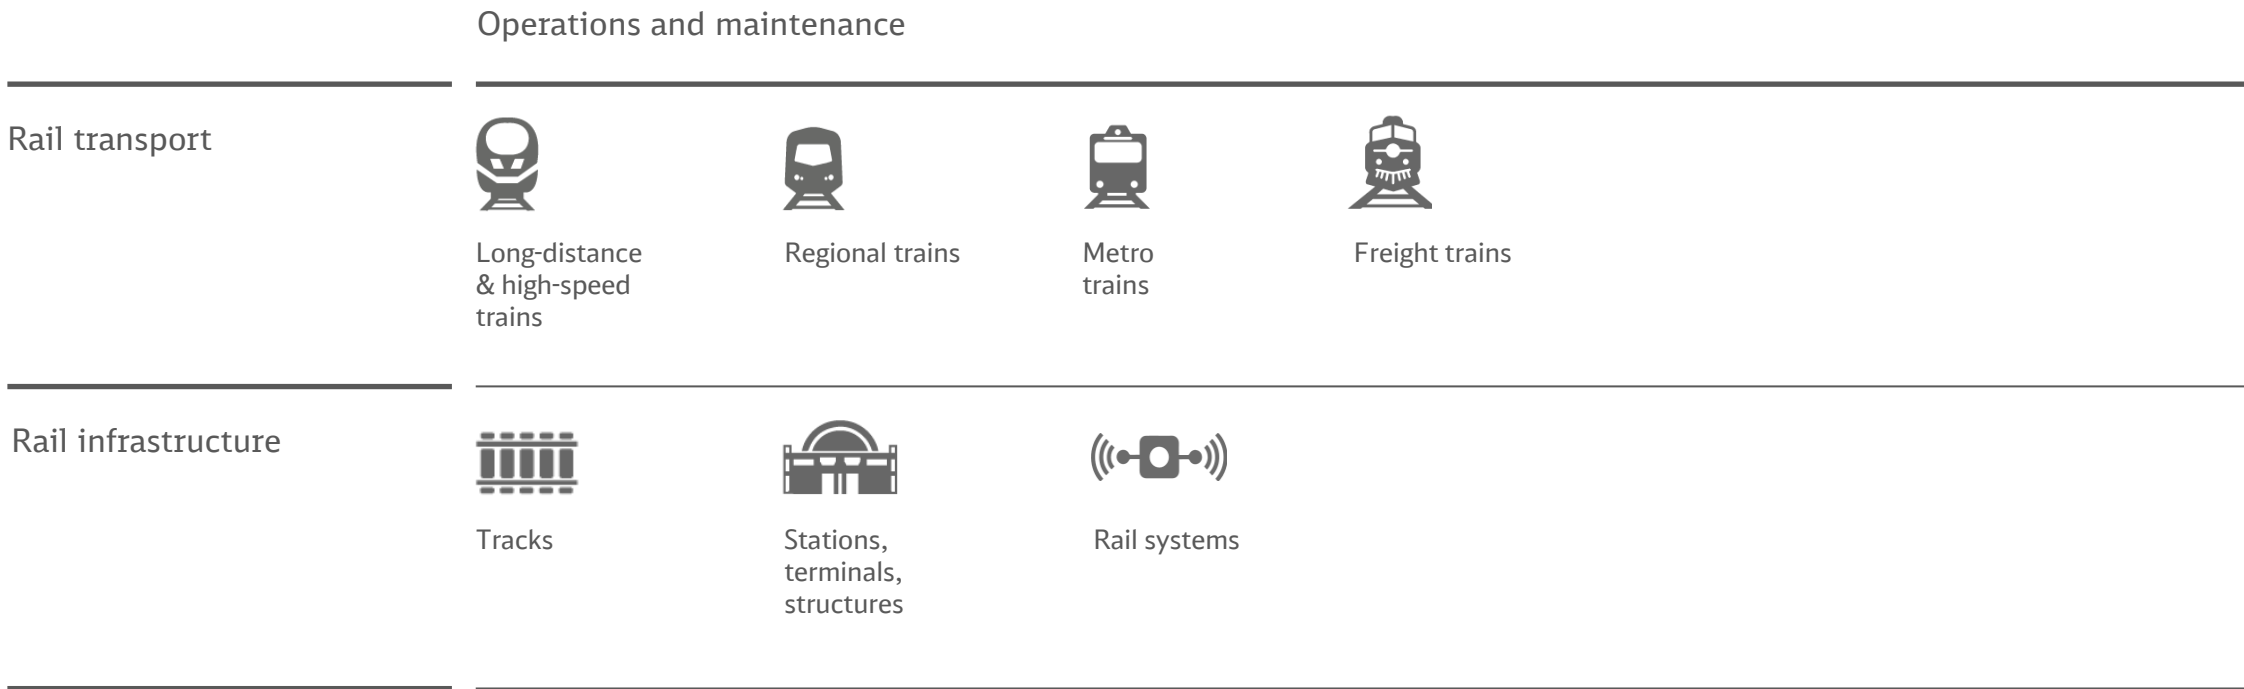 Operations and maintenance
Rail transport
Long-distance
& high-speed
trains
Regional trains
Metro
trains
Freight trains
Rail infrastructure
Tracks
Stations,
terminals,
structures
Rail systems